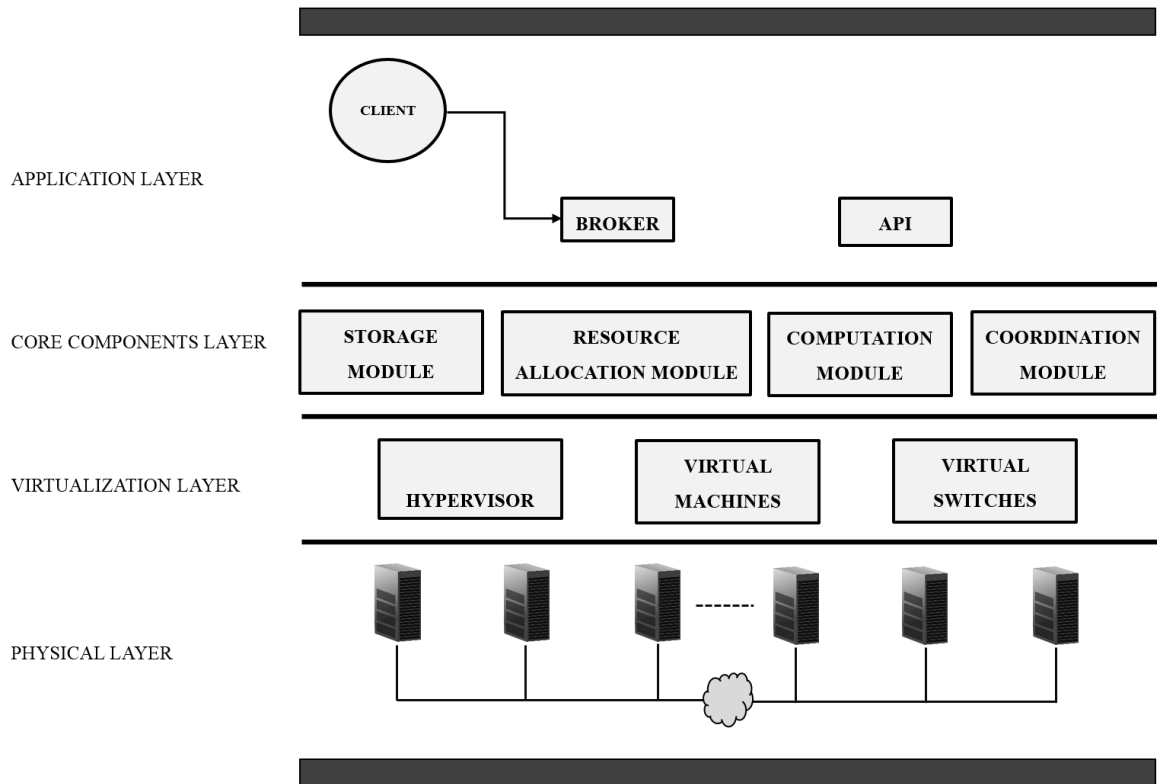 CLIENT
APPLICATION LAYER
BROKER
API
CORE COMPONENTS LAYER
STORAGE
MODULE
RESOURCE
ALLOCATION MODULE
COMPUTATION
MODULE
COORDINATION
MODULE
VIRTUALIZATION LAYER
HYPERVISOR
VIRTUAL
MACHINES
VIRTUAL
SWITCHES
PHYSICAL LAYER